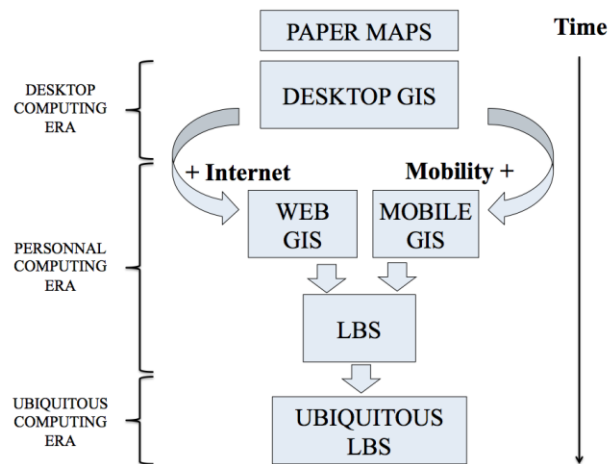 PAPER MAPS
Time
DESKTOP
COMPUTING
ERA
DESKTOP GIS
+ Internet
Mobility +
WEB
GIS
MOBILE
GIS
PERSONNAL
COMPUTING
ERA
LBS
UBIQUITOUS
COMPUTING
ERA
UBIQUITOUS
LBS